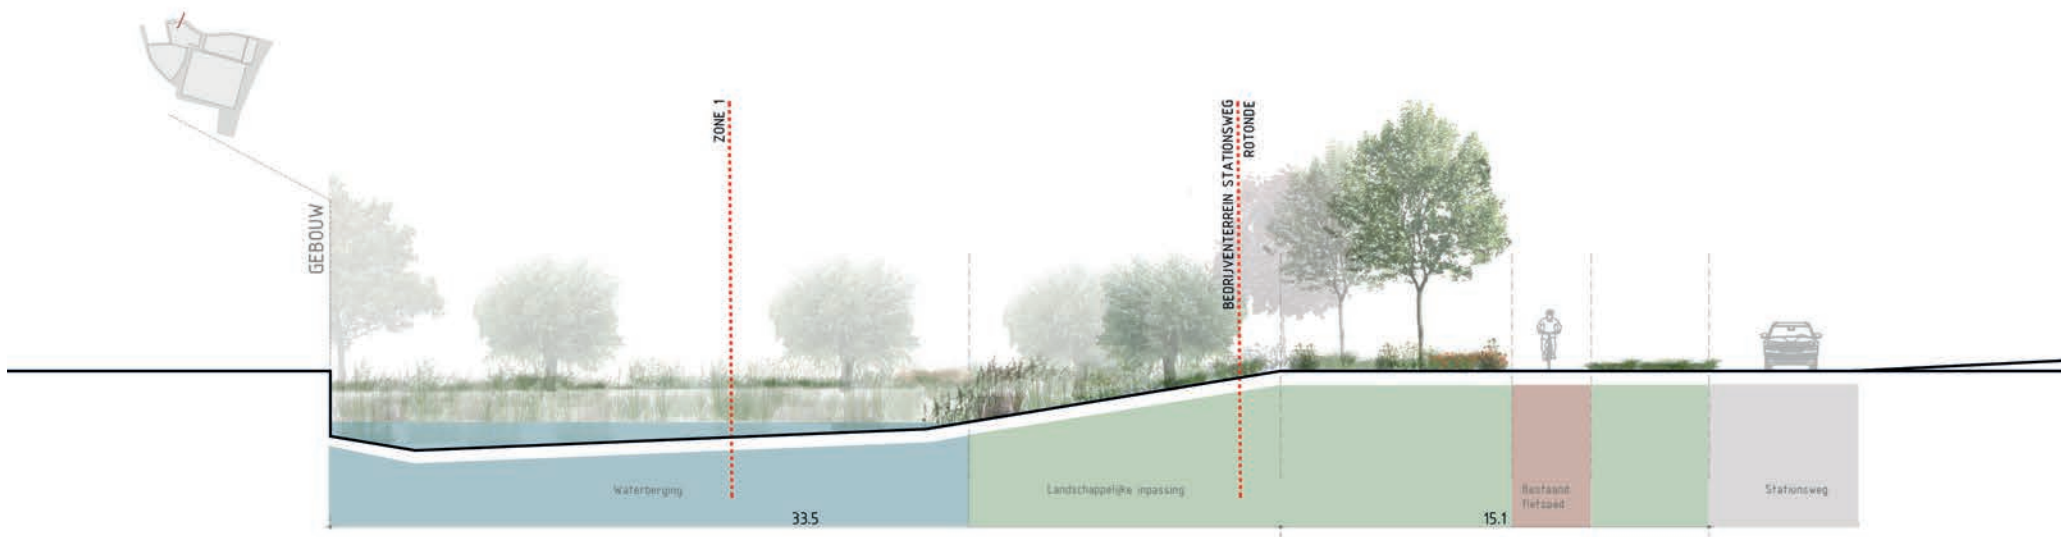 GEBOUW
ZONE 1
BEDRIJVENTERREIN STATIONSWEG
ROTONDE
Waterberging
Landschappelijke inpassing
Bestaand
fietspad
Stationsweg
33.5
15.1